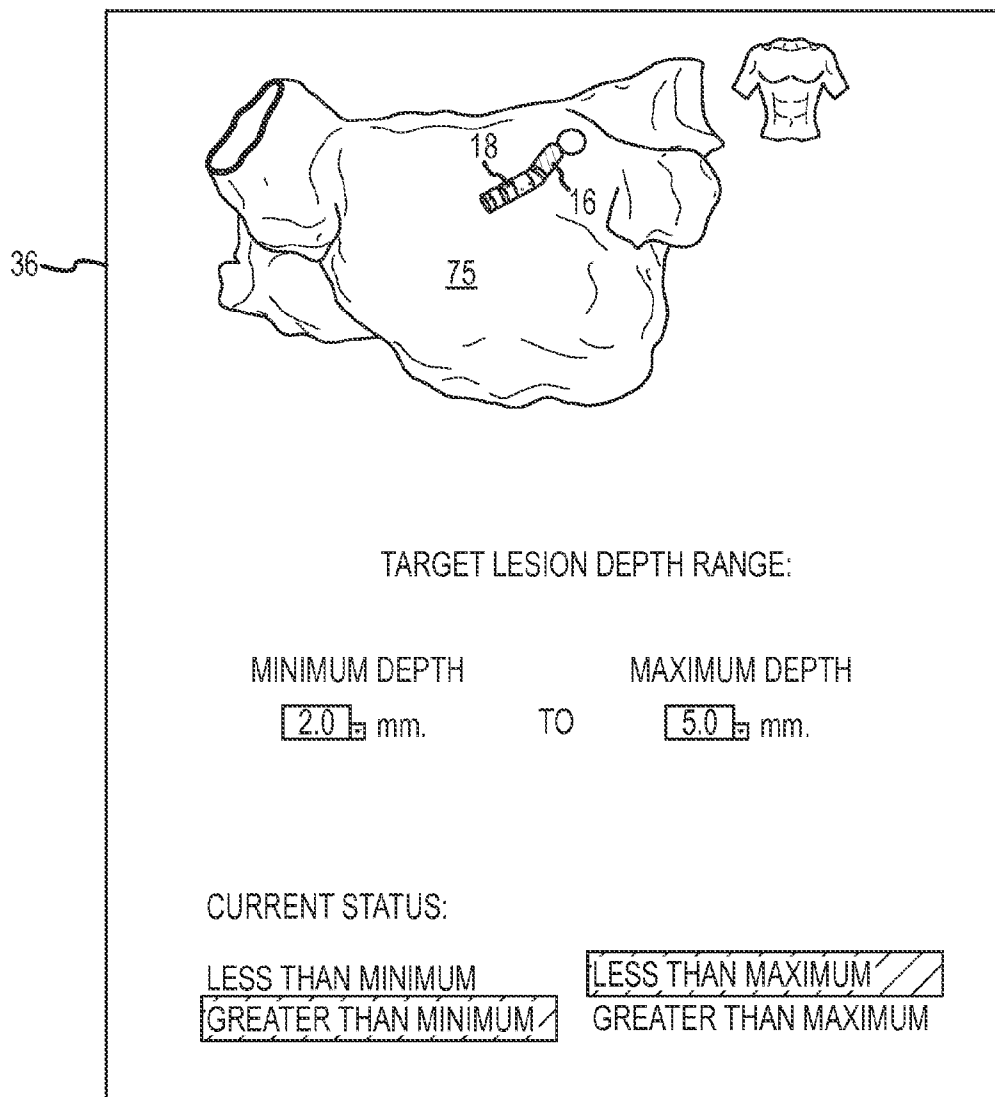 18
16
36
75
TARGET LESION DEPTH RANGE:
MINIMUM DEPTH MAXIMUM DEPTH
2.0 mm. TO 5.0 mm.
CURRENT STATUS:
LESS THAN MINIMUM LESS THAN MAXIMUM
GREATER THAN MINIMUM GREATER THAN MAXIMUM